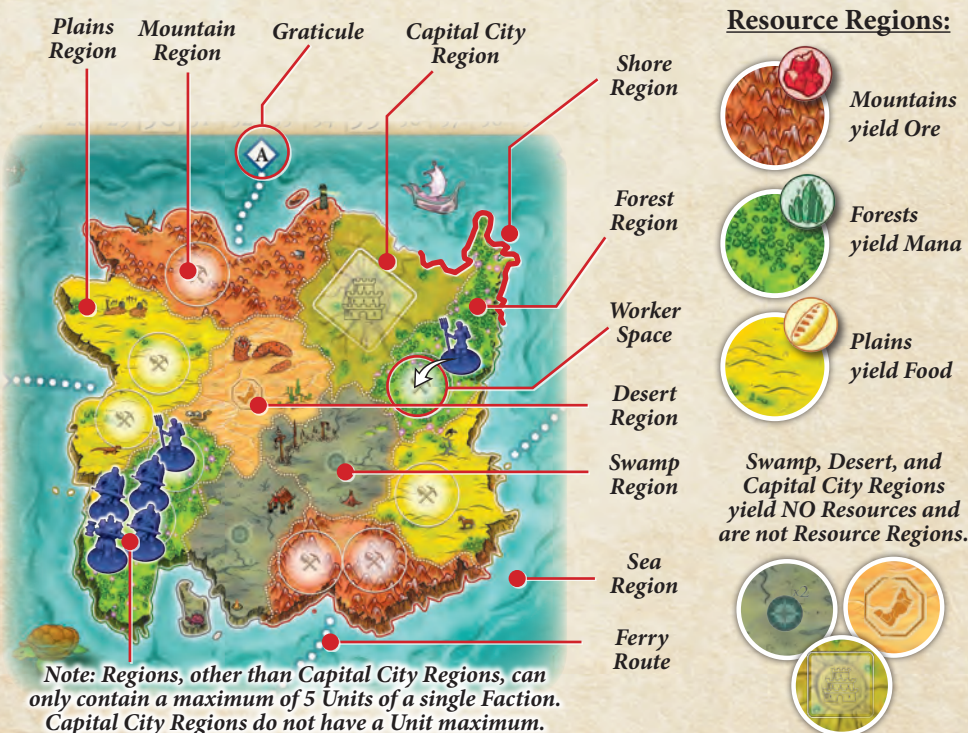 Plains
Region
Mountain
Region
Graticule
Capital City
Region
Shore
Region
Forest
Region
Worker
Space
Desert
Region
Swamp
Region
Sea
Region
Ferry
Route
A
Note: Regions, other than Capital City Regions, can
only contain a maximum of 5 Units of a single Faction.
Capital City Regions do not have a Unit maximum.
Resource Regions:
Mountains
yield Ore
Forests
yield Mana
Plains
yield Food
Swamp, Desert, and
Capital City Regions
yield NO Resources and
are not Resource Regions.
x2